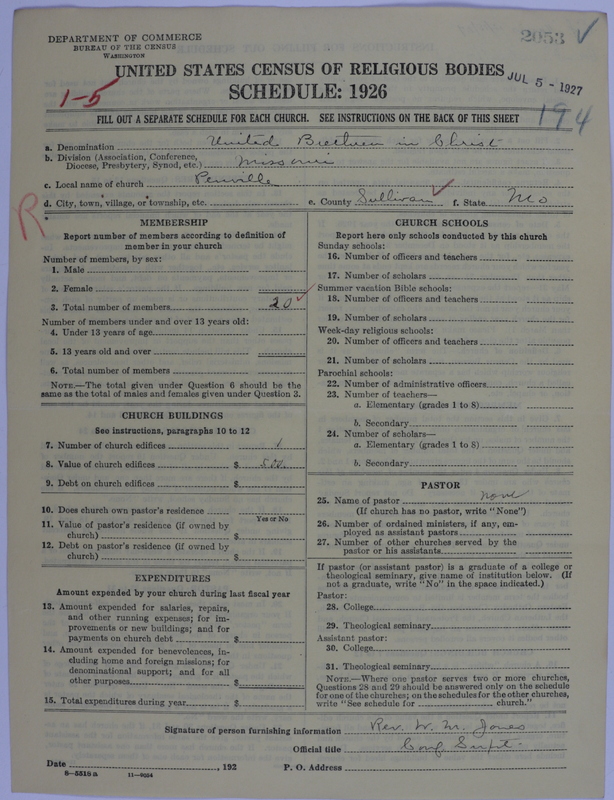 DEPARTMENT OF COMMERCE
BUREAU OF THE CENSUS
WASHINGTON
2053
UNITED STATES CENSUS OF RELIGIOUS BODIES
JUL 5 - 1927
1-5
SCHEDULE: 1926
194
FILL OUT A SEPARATE SCHEDULE FOR EACH CHURCH. SEE INSTRUCTIONS ON THE BACK OF THIS SHEET
a. Denomination United Brethren in Christ
b. Division (Association, Conference, Diocese, Presbytery, Synod, etc.) Missouri
c. Local name of church Penville
d. City, town, village, or township, etc. e. County Sullivan f. State Mo
R
MEMBERSHIP
Report number of members according to definition of
member in your church
Number of members, by sex:
1. Male
2. Female
3. Total number of members 20
Number of members under and over 13 years old:
4. Under 13 years of age
5. 13 years old and over
6. Total number of members
NOTE.—The total given under Question 6 should be the
same as the total of males and females given under Question 3.
CHURCH BUILDINGS
See instructions, paragraphs 10 to 12
7. Number of church edifices 1
8. Value of church edifices $ 500
9. Debt on church edifices $
10. Does church own pastor's residence
Yes or No
11. Value of pastor's residence (if owned by
church) $
12. Debt on pastor's residence (if owned by
church) $
EXPENDITURES
Amount expended by your church during last fiscal year
13. Amount expended for salaries, repairs,
and other running expenses; for im-
provements or new buildings; and for
payments on church debt $
14. Amount expended for benevolences, in-
cluding home and foreign missions; for
denominational support; and for all
other purposes $
15. Total expenditures during year $
CHURCH SCHOOLS
Report here only schools conducted by this church
Sunday schools:
16. Number of officers and teachers
17. Number of scholars
Summer vacation Bible schools:
18. Number of officers and teachers
19. Number of scholars
Week-day religious schools:
20. Number of officers and teachers
21. Number of scholars
Parochial schools:
22. Number of administrative officers
23. Number of teachers—
a. Elementary (grades 1 to 8)
b. Secondary
24. Number of scholars—
a. Elementary (grades 1 to 8)
b. Secondary
PASTOR
25. Name of pastor none
(If church has no pastor, write "None")
26. Number of ordained ministers, if any, em-
ployed as assistant pastors
27. Number of other churches served by the
pastor or his assistants
If pastor (or assistant pastor) is a graduate of a college or
theological seminary, give name of institution below. (If
not a graduate, write "No" in the space indicated.)
Pastor:
28. College
29. Theological seminary
Assistant pastor:
30. College
31. Theological seminary
NOTE.—Where one pastor serves two or more churches,
Questions 28 and 29 should be answered only on the schedule
for one of the churches; on the schedules for the other churches,
write "See schedule for church."
Signature of person furnishing information Rev. W. M. Jones
Official title Conf Supt.
Date , 192 P. O. Address
8-5518a 11-9024